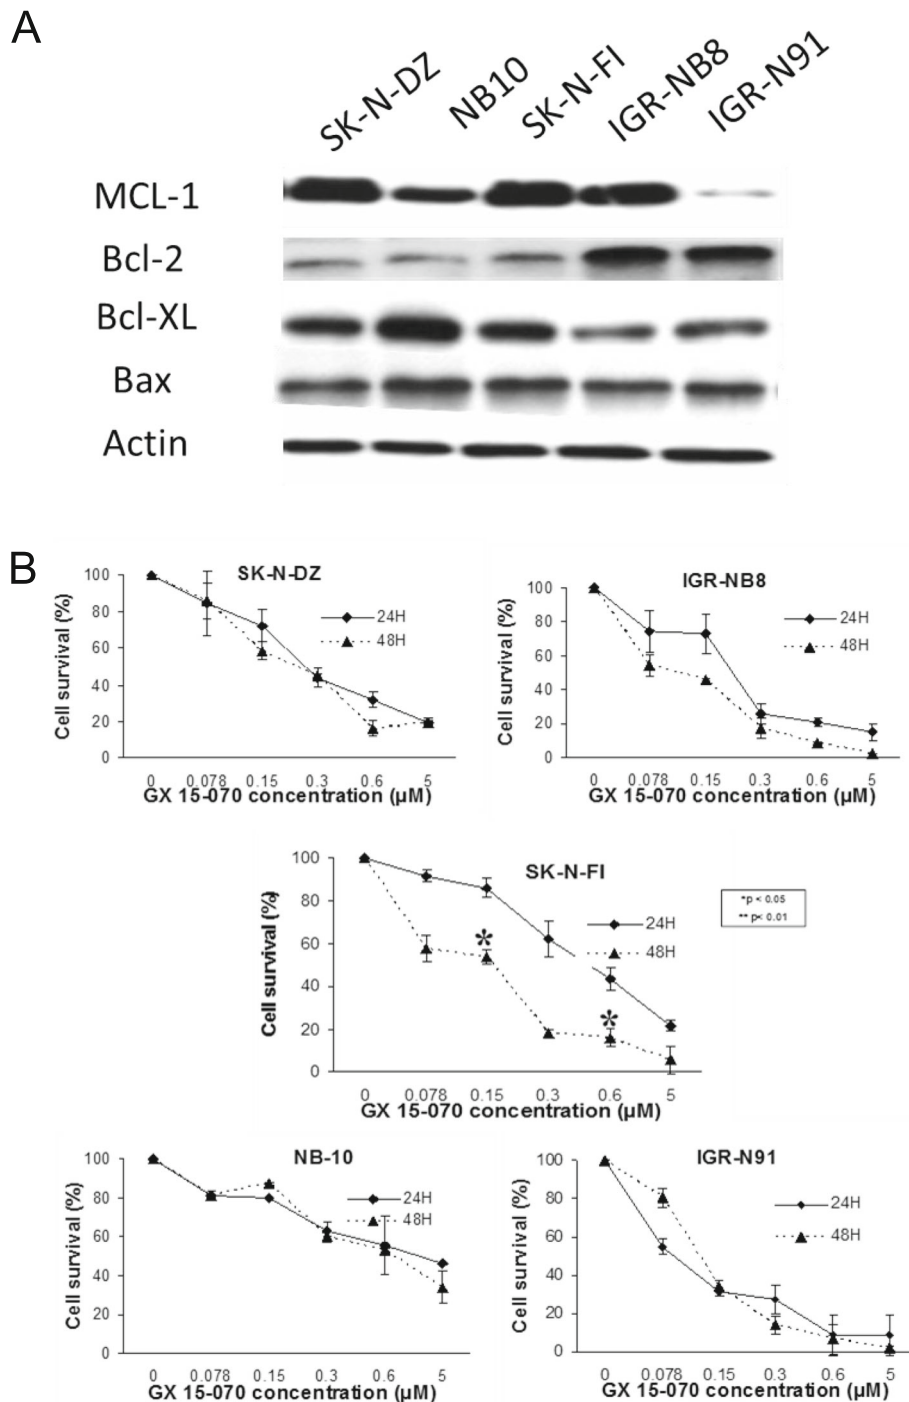 A
SK-N-DZ
NB10
SK-N-FI
IGR-NB8
IGR-N91
MCL-1
Bcl-2
Bcl-XL
Bax
Actin
B
SK-N-DZ
Cell survival (%)
100
80
60
40
20
0
24H
48H
0 0.078 0.15 0.3 0.6 5
GX 15-070 concentration (µM)
IGR-NB8
Cell survival (%)
100
80
60
40
20
0
24H
48H
0 0.078 0.15 0.3 0.6 5
GX 15-070 concentration (µM)
SK-N-FI
Cell survival (%)
100
80
60
40
20
0
24H
48H
*
*
*p < 0.05
** p< 0.01
0 0.078 0.15 0.3 0.6 5
GX 15-070 concentration (µM)
NB-10
Cell survival (%)
100
80
60
40
20
0
24H
48H
0 0.078 0.15 0.3 0.6 5
GX 15-070 concentration (µM)
IGR-N91
Cell survival (%)
100
80
60
40
20
0
24H
48H
0 0.078 0.15 0.3 0.6 5
GX 15-070 concentration (µM)